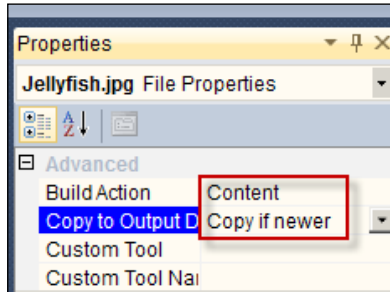 Properties
Jellyfish.jpg File Properties
Advanced
Build Action Content
Copy to Output D Copy if newer
Custom Tool
Custom Tool Nar